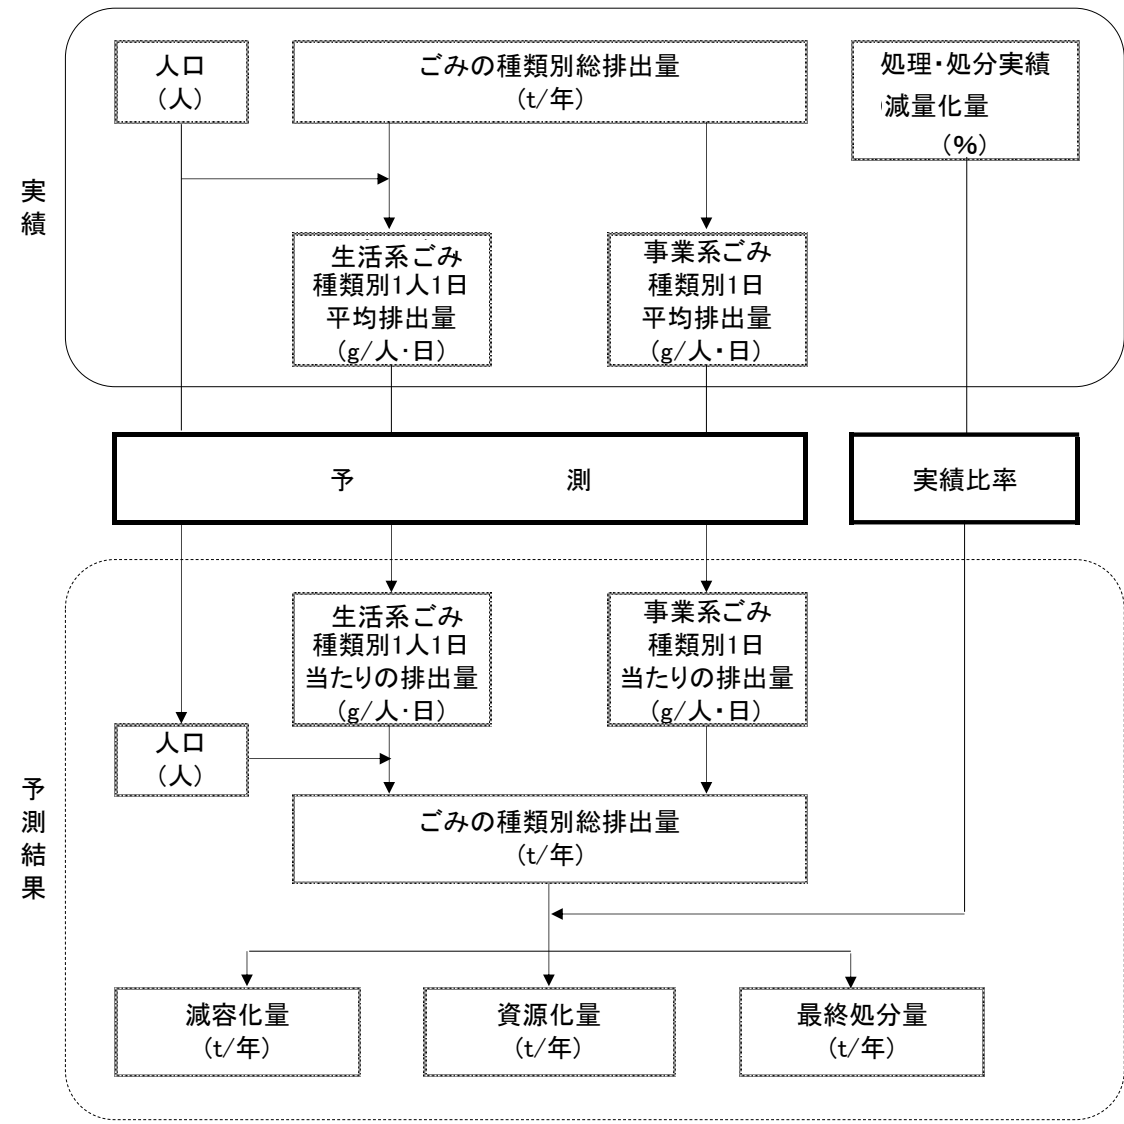 実績
人口
(人)
ごみの種類別総排出量
(t/年)
処理・処分実績
減量化量
(%)
生活系ごみ
種類別1人1日
平均排出量
(g/人・日)
事業系ごみ
種類別1日
平均排出量
(g/人・日)
予 測
実績比率
予測結果
生活系ごみ
種類別1人1日
当たりの排出量
(g/人・日)
事業系ごみ
種類別1日
当たりの排出量
(g/人・日)
人口
(人)
ごみの種類別総排出量
(t/年)
減容化量
(t/年)
資源化量
(t/年)
最終処分量
(t/年)